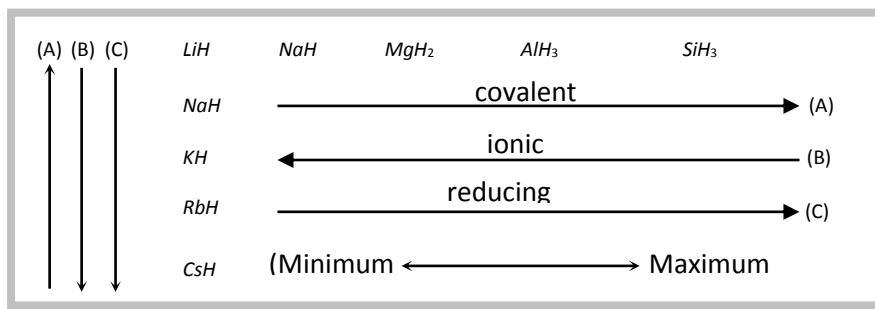 (A) (B) (C) LiH NaH MgH₂ AlH₃ SiH₃
NaH covalent (A)
KH ionic (B)
RbH reducing (C)
CsH (Minimum Maximum